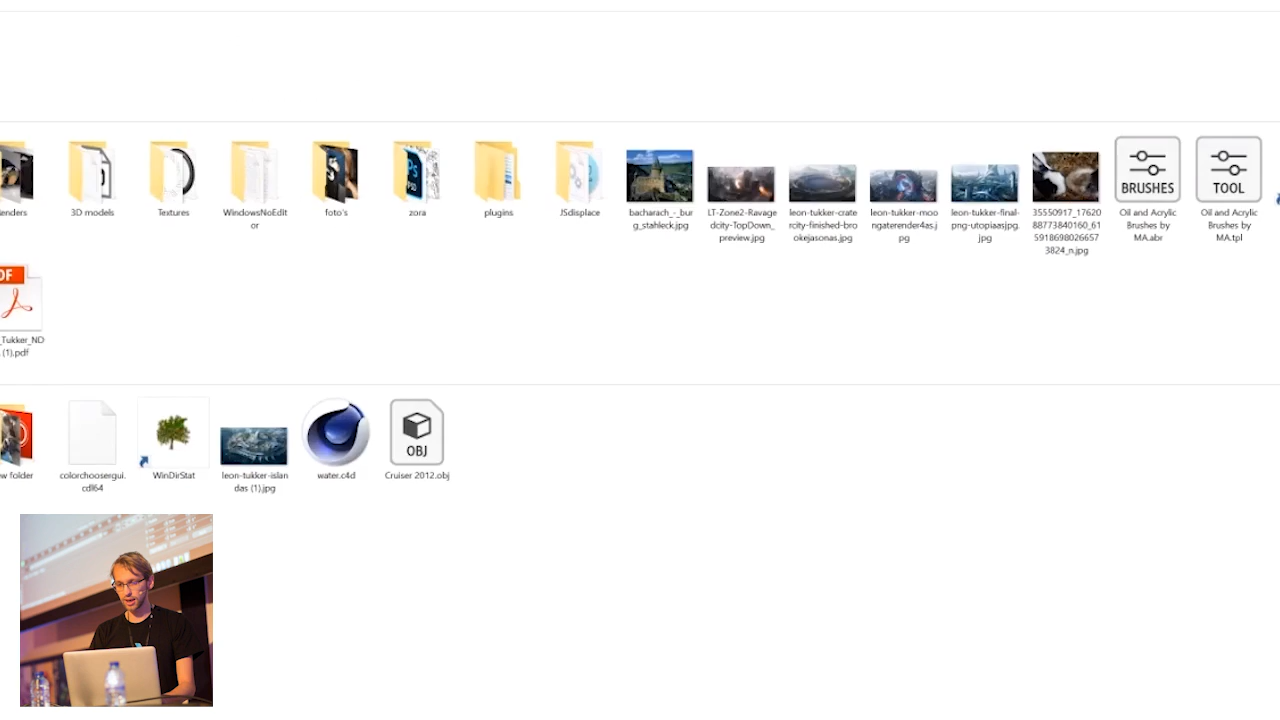 enders
3D models
Textures
WindowsNoEdit
or
foto's
zora
plugins
JSdisplace
bacharach_-_bur
g_stahleck.jpg
LT-Zone2-Ravage
dcity-TopDown_
preview.jpg
leon-tukker-crate
rcity-finished-bro
okejasonas.jpg
leon-tukker-moo
ngaterender4as.j
pg
leon-tukker-final-
png-utopiaasjpg.
jpg
35550917_17620
88773840160_61
5918698026657
3824_n.jpg
BRUSHES
Oil and Acrylic
Brushes by
MA.abr
TOOL
Oil and Acrylic
Brushes by
MA.tpl
PS
PSD
DF
_Tukker_ND
(1).pdf
w folder
colorchoosergui.
cdl64
WinDirStat
leon-tukker-islan
das (1).jpg
water.c4d
OBJ
Cruiser 2012.obj